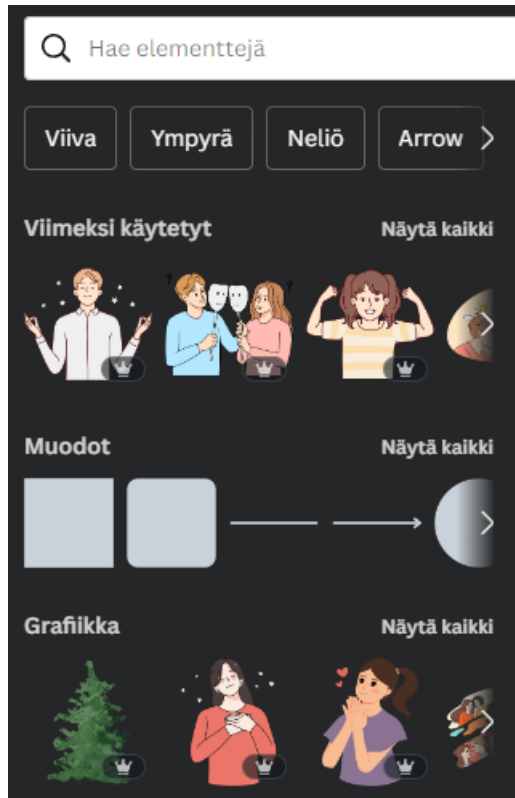 Hae elementtejä
Viiva Ympyrä Neliö Arrow
Viimeksi käytetyt Näytä kaikki
? ?
Muodot Näytä kaikki
Grafiikka Näytä kaikki